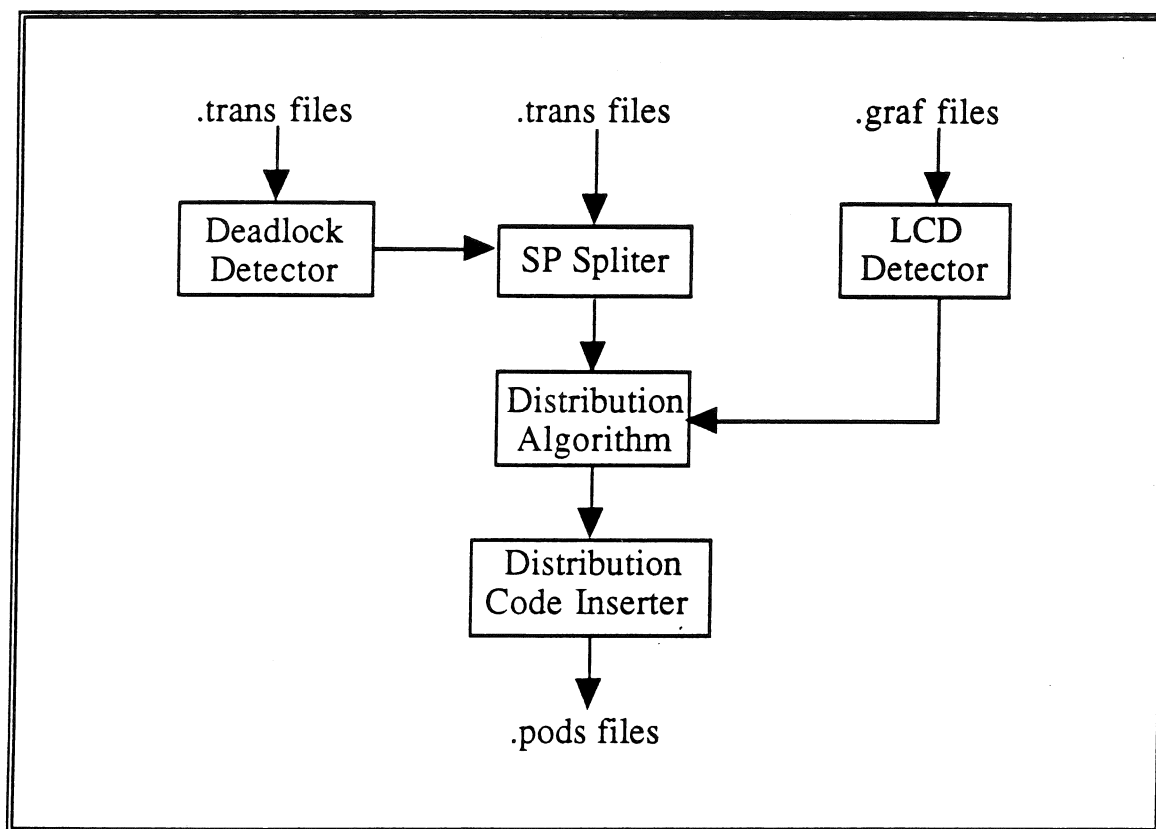 .trans files
.trans files
.graf files
Deadlock
Detector
SP Spliter
LCD
Detector
Distribution
Algorithm
Distribution
Code Inserter
.pods files